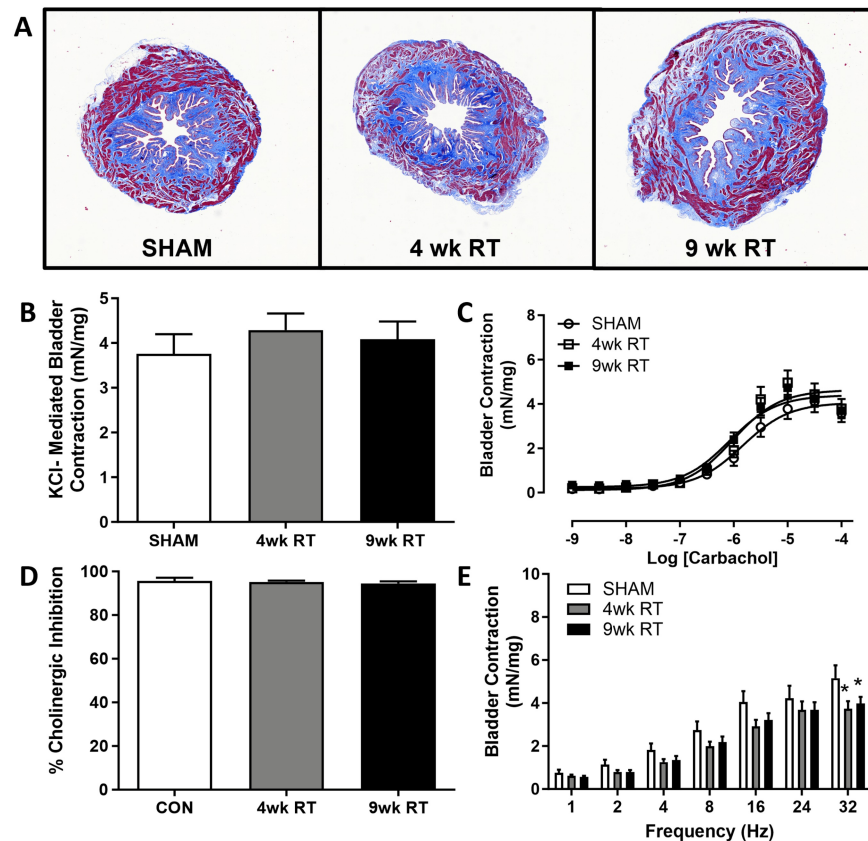 A
SHAM
4 wk RT
9 wk RT
B
KCl- Mediated Bladder
Contraction (mN/mg)
5
4
3
2
1
0
SHAM
4wk RT
9wk RT
C
SHAM
4wk RT
9wk RT
Bladder Contraction
(mN/mg)
8
6
4
2
0
-9
-8
-7
-6
-5
-4
Log [Carbachol]
D
% Cholinergic Inhibition
100
80
60
40
20
0
CON
4wk RT
9wk RT
E
SHAM
4wk RT
9wk RT
Bladder Contraction
(mN/mg)
10
8
6
4
2
0
* *
1
2
4
8
16
24
32
Frequency (Hz)